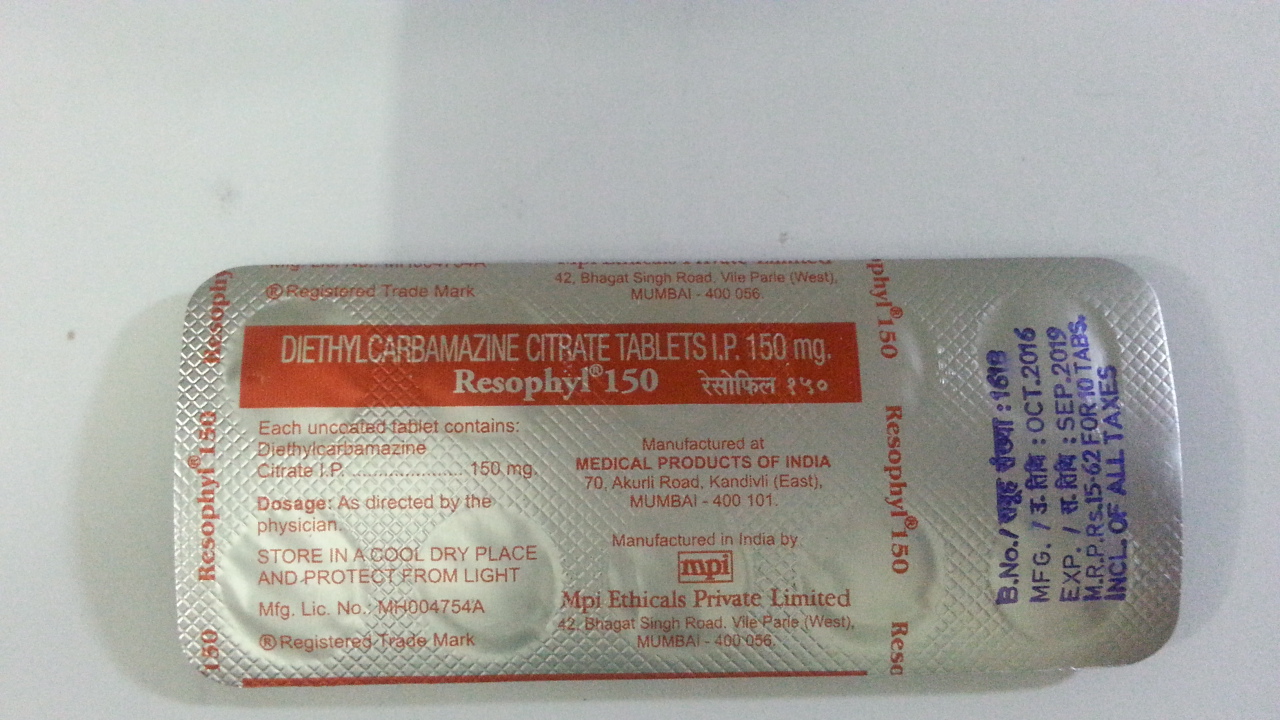 ® Registered Trade Mark
42, Bhagat Singh Road, Vile Parle (West),
MUMBAI - 400 056.
DIETHYLCARBAMAZINE CITRATE TABLETS I.P. 150 mg.
Resophyl® 150 रेसोफिल १५०
Each uncoated tablet contains:
Diethylcarbamazine
Citrate I.P. ...................... 150 mg.
Dosage: As directed by the
physician.
STORE IN A COOL DRY PLACE
AND PROTECT FROM LIGHT
Mfg. Lic. No.: MH004754A
® Registered Trade Mark
Manufactured at
MEDICAL PRODUCTS OF INDIA
70, Akurli Road, Kandivli (East),
MUMBAI - 400 101.
Manufactured in India by
mpi
Mpi Ethicals Private Limited
42, Bhagat Singh Road, Vile Parle (West),
MUMBAI - 400 056.
Resophyl® 150
Resophyl® 150
B.No./ समूह संख्या : 1618
MFG. / उ. तिथि : OCT.2016
EXP. / स. तिथि : SEP.2019
M.R.P.Rs.15-62 FOR 10 TABS.
INCL. OF ALL TAXES